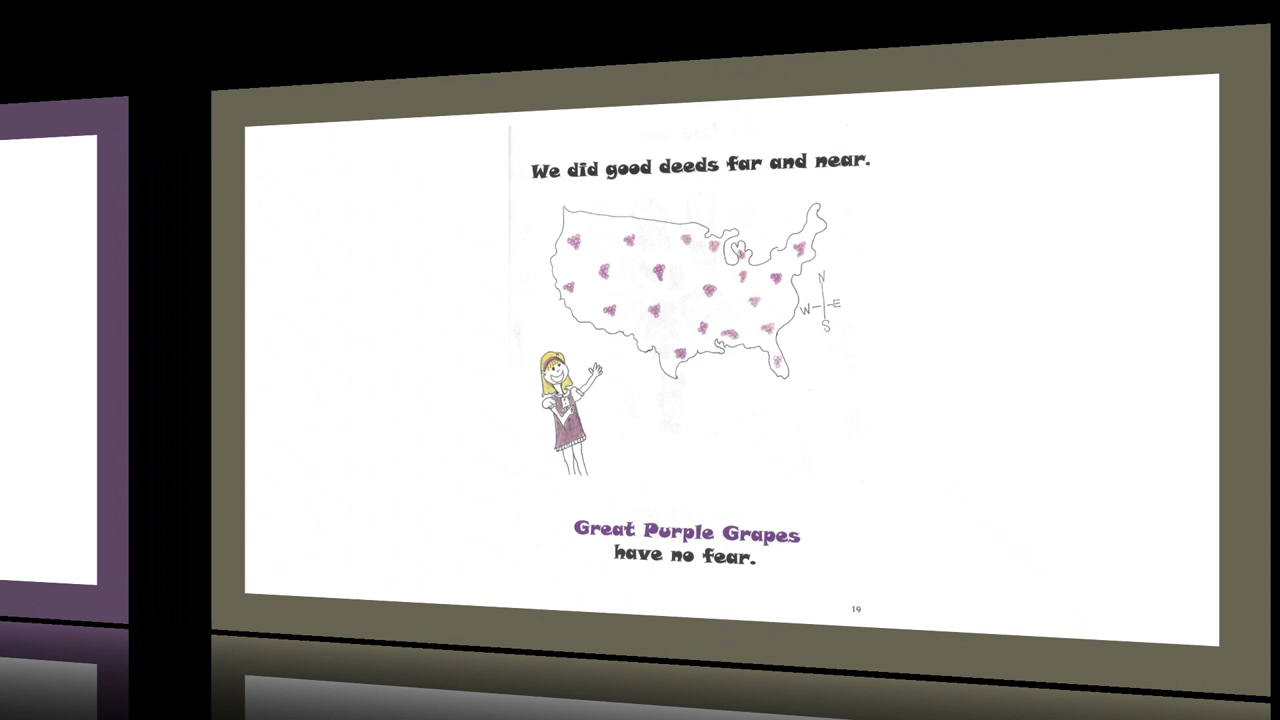 We did good deeds far and near.
N
W E
S
Great Purple Grapes
have no fear.
19